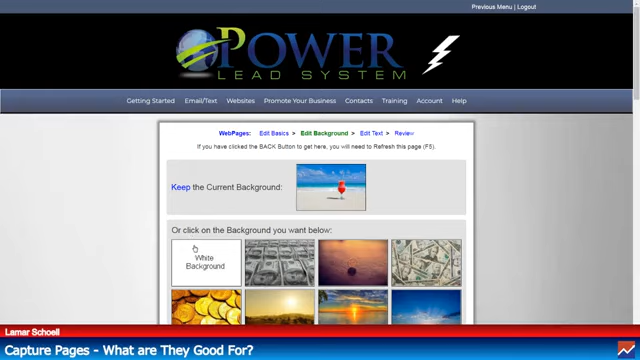 Previous Menu | Logout
POWER
LEAD SYSTEM
Getting Started Email/Text Websites Promote Your Business Contacts Training Account Help
WebPages: Edit Basics > Edit Background > Edit Text > Review
If you have clicked the BACK Button to get here, you will need to Refresh this page (F5).
Keep the Current Background:
Or click on the Background you want below:
White
Background
Lamar Schoell
Capture Pages - What are They Good For?